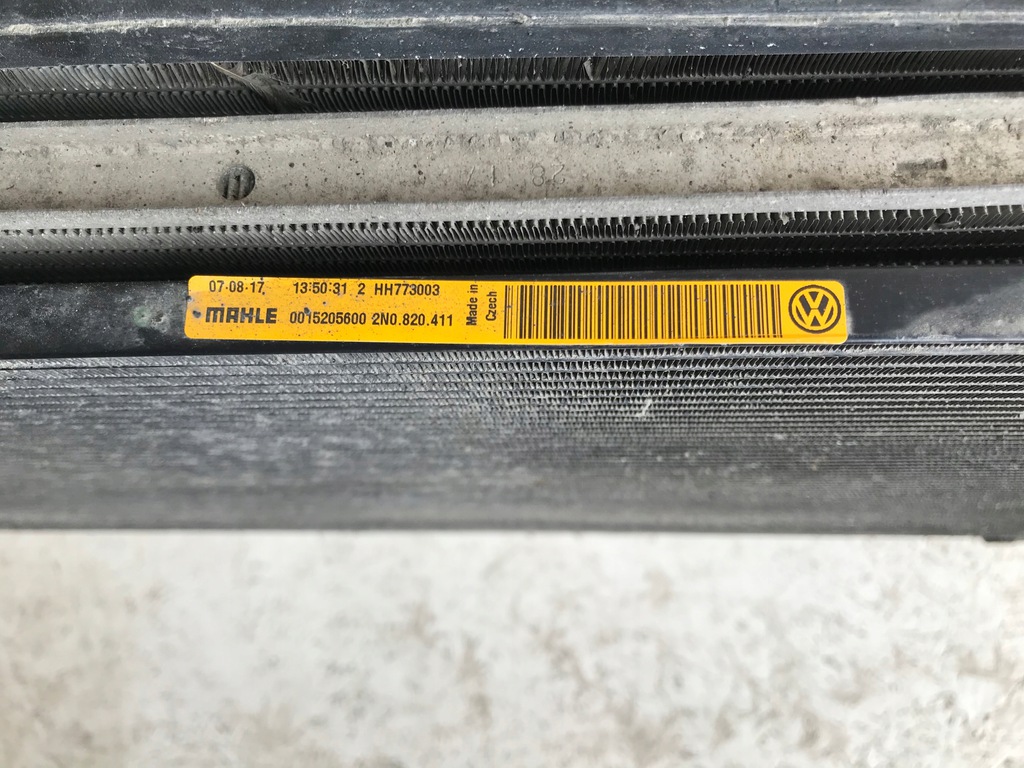 07-08-17 13:50:31 2 HH773003
MAHLE 0015205600 2N0.820.411
Made in
Czech